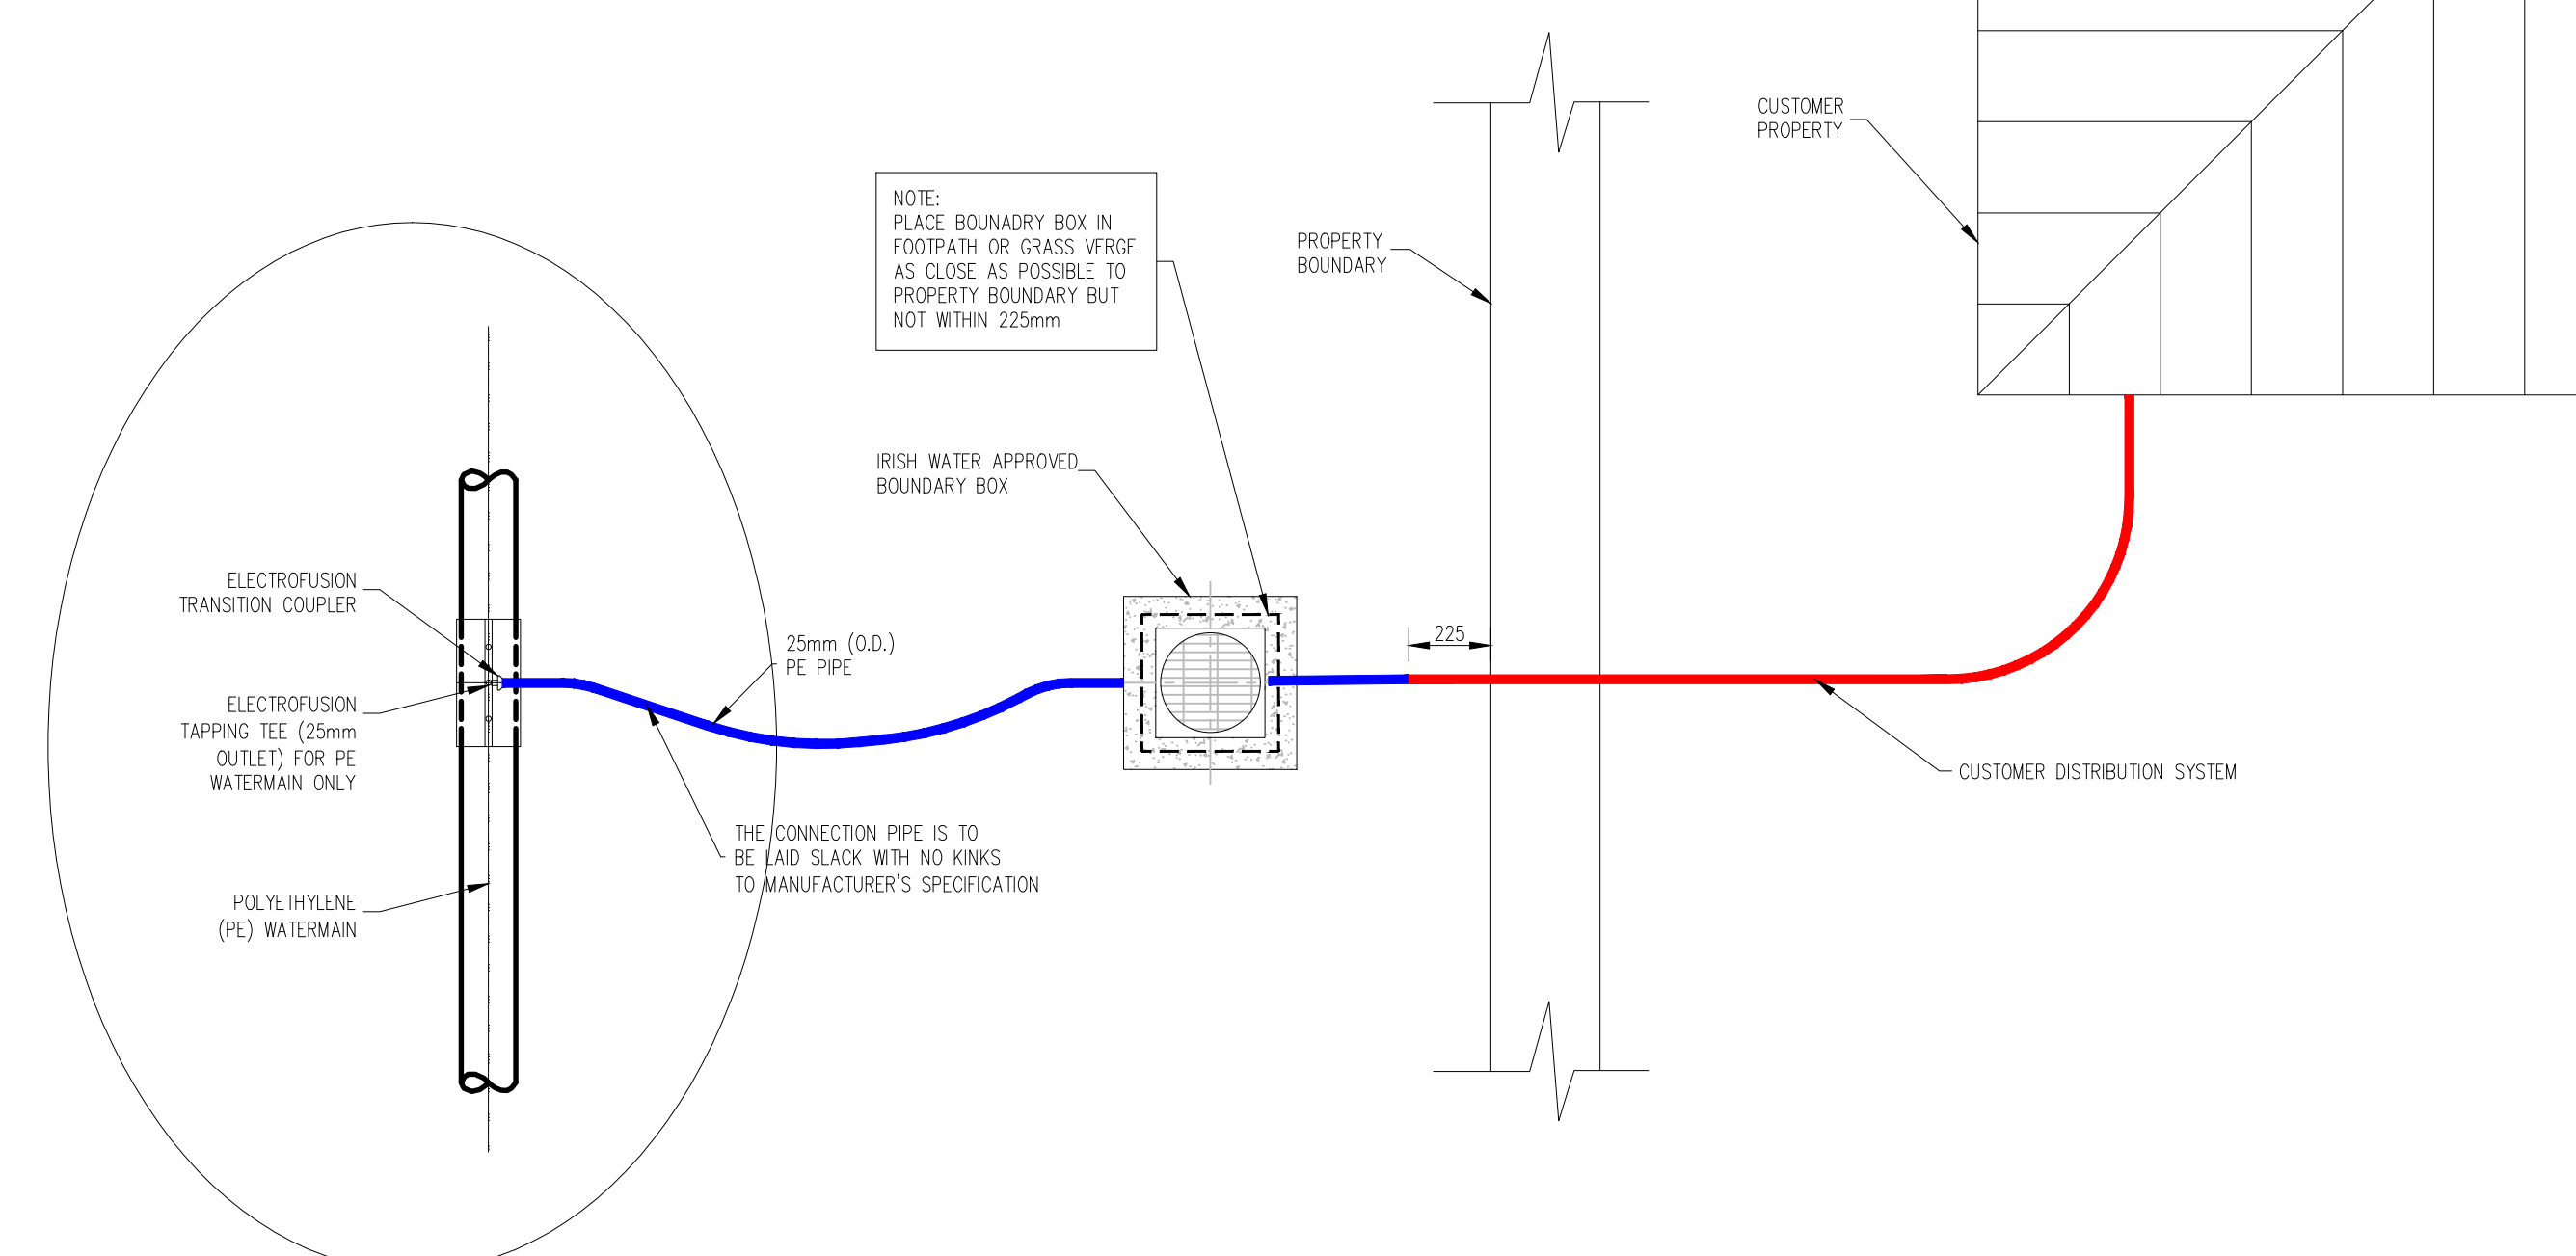 CUSTOMER
PROPERTY
NOTE:
PLACE BOUNADRY BOX IN
FOOTPATH OR GRASS VERGE
AS CLOSE AS POSSIBLE TO
PROPERTY BOUNDARY BUT
NOT WITHIN 225mm
PROPERTY
BOUNDARY
IRISH WATER APPROVED
BOUNDARY BOX
ELECTROFUSION
TRANSITION COUPLER
25mm (O.D.)
PE PIPE
225
ELECTROFUSION
TAPPING TEE (25mm
OUTLET) FOR PE
WATERMAIN ONLY
CUSTOMER DISTRIBUTION SYSTEM
THE CONNECTION PIPE IS TO
BE LAID SLACK WITH NO KINKS
TO MANUFACTURER'S SPECIFICATION
POLYETHYLENE
(PE) WATERMAIN